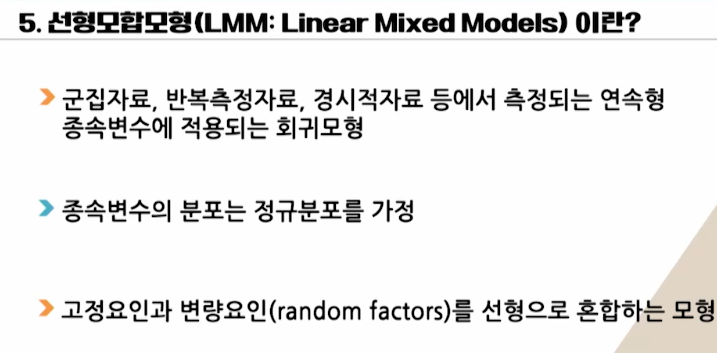 5. 선형모합모형(LMM: Linear Mixed Models) 이란?
군집자료, 반복측정자료, 경시적자료 등에서 측정되는 연속형
종속변수에 적용되는 회귀모형
종속변수의 분포는 정규분포를 가정
고정요인과 변량요인(random factors)를 선형으로 혼합하는 모형